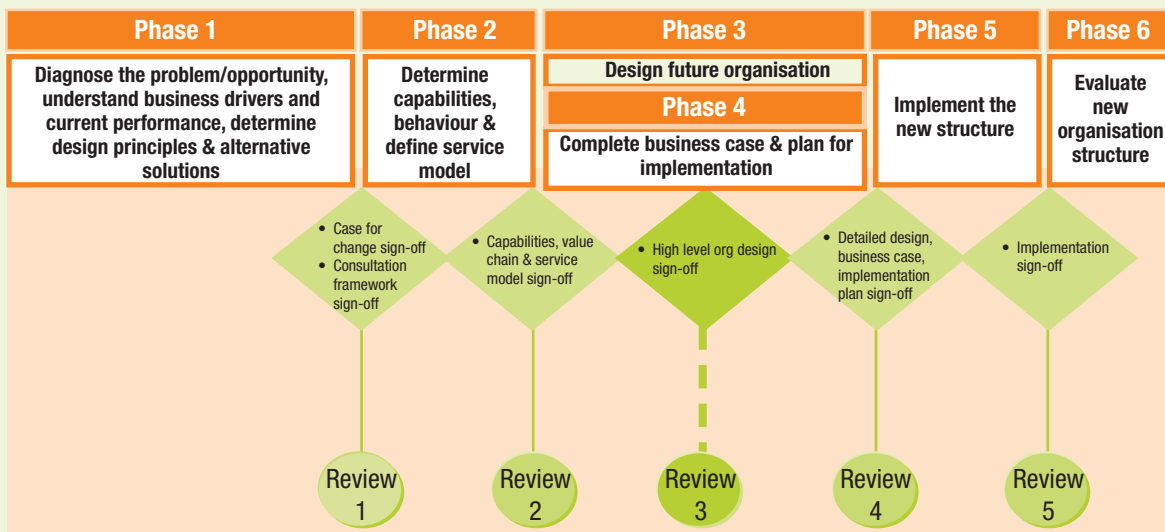 Phase 1
Phase 2
Phase 3
Phase 5
Phase 6
Diagnose the problem/opportunity,
understand business drivers and
current performance, determine
design principles & alternative
solutions
Determine
capabilities,
behaviour &
define service
model
Design future organisation
Phase 4
Complete business case & plan for
implementation
Implement the
new structure
Evaluate
new
organisation
structure
• Case for
change sign-off
• Consultation
framework
sign-off
• Capabilities, value
chain & service
model sign-off
• High level org design
sign-off
• Detailed design,
business case,
implementation
plan sign-off
• Implementation
sign-off
Review
1
Review
2
Review
3
Review
4
Review
5